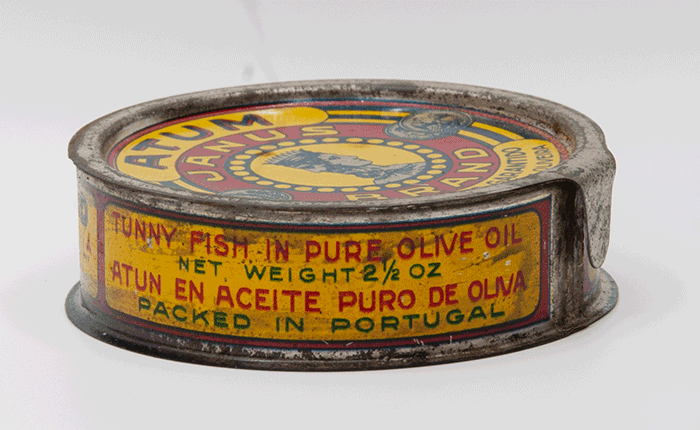 ATUM
JANUS
BRAND
TUNNY FISH IN PURE OLIVE OIL
NET. WEIGHT 2½ OZ
ATUN EN ACEITE PURO DE OLIVA
PACKED IN PORTUGAL